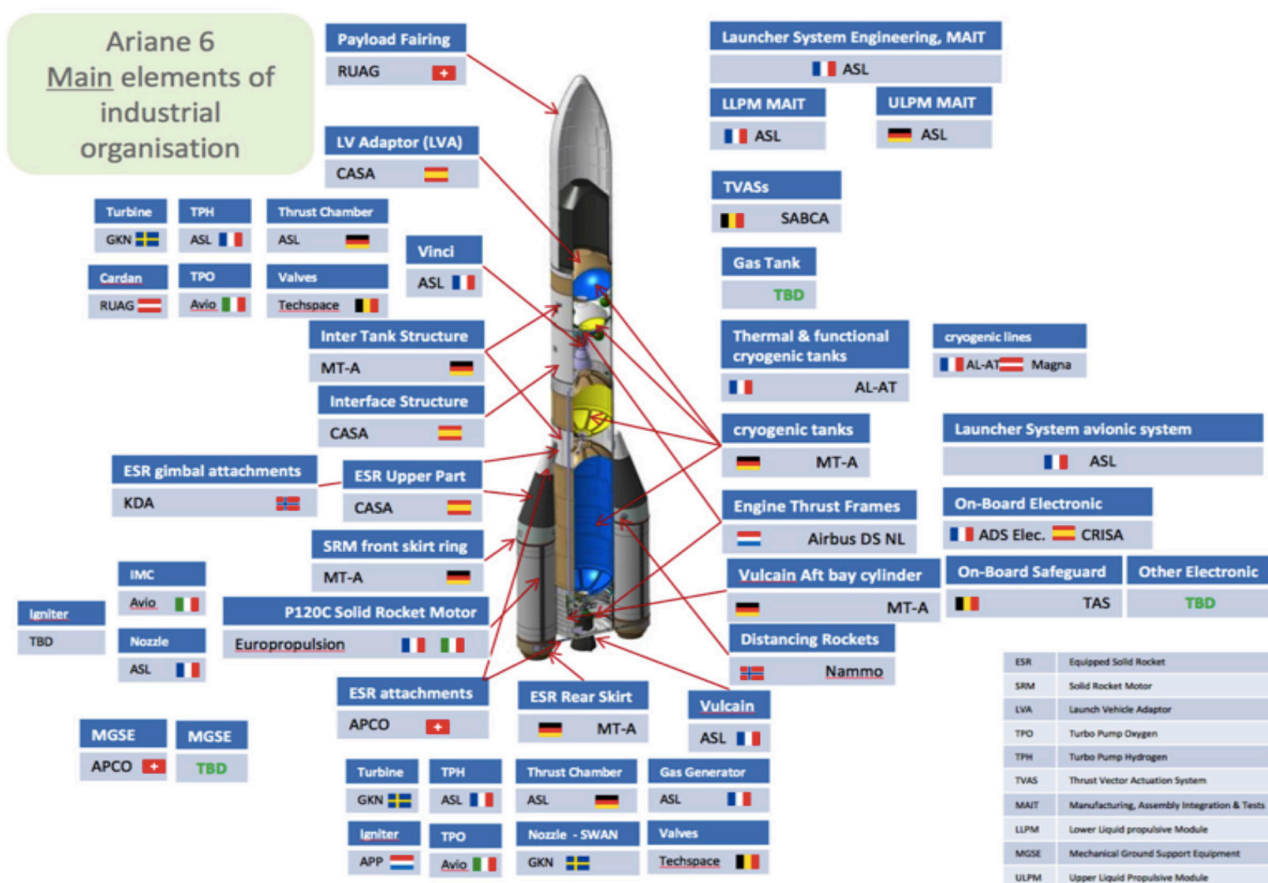 Ariane 6
Main elements of
industrial
organisation
Payload Fairing
RUAG
LV Adaptor (LVA)
CASA
Turbine
GKN
TPH
ASL
Thrust Chamber
ASL
Cardan
RUAG
TPO
Avio
Valves
Techspace
Vinci
ASL
Inter Tank Structure
MT-A
Interface Structure
CASA
ESR gimbal attachments
KDA
ESR Upper Part
CASA
SRM front skirt ring
MT-A
IMC
Avio
Igniter
TBD
Nozzle
ASL
P120C Solid Rocket Motor
Europropulsion
ESR attachments
APCO
ESR Rear Skirt
MT-A
Vulcain
ASL
MGSE
APCO
MGSE
TBD
Turbine
GKN
TPH
ASL
Thrust Chamber
ASL
Gas Generator
ASL
Igniter
APP
TPO
Avio
Nozzle - SWAN
GKN
Valves
Techspace
Launcher System Engineering, MAIT
ASL
LLPM MAIT
ASL
ULPM MAIT
ASL
TVASs
SABCA
Gas Tank
TBD
Thermal & functional
cryogenic tanks
AL-AT
cryogenic lines
AL-AT Magna
cryogenic tanks
MT-A
Launcher System avionic system
ASL
Engine Thrust Frames
Airbus DS NL
On-Board Electronic
ADS Elec. CRISA
Vulcain Aft bay cylinder
MT-A
On-Board Safeguard
TAS
Other Electronic
TBD
Distancing Rockets
Nammo
ESR Equipped Solid Rocket
SRM Solid Rocket Motor
LVA Launch Vehicle Adaptor
TPO Turbo Pump Oxygen
TPH Turbo Pump Hydrogen
TVAS Thrust Vector Actuation System
MAIT Manufacturing, Assembly Integration & Tests
LLPM Lower Liquid propulsive Module
MGSE Mechanical Ground Support Equipment
ULPM Upper Liquid Propulsive Module